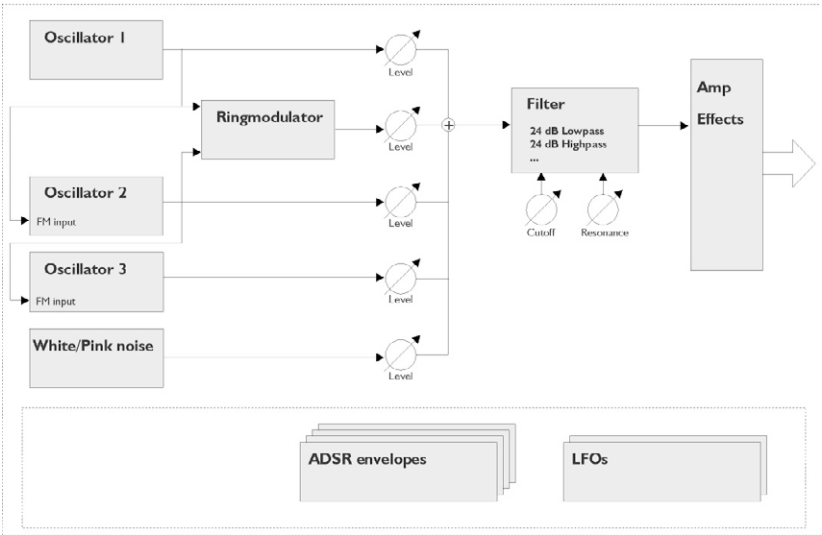 Oscillator 1
Level
Ringmodulator
Level
Filter
24 dB Lowpass
24 dB Highpass
...
Amp
Effects
Oscillator 2
FM input
Level
Cutoff
Resonance
Oscillator 3
FM input
Level
White/Pink noise
Level
ADSR envelopes
LFOs